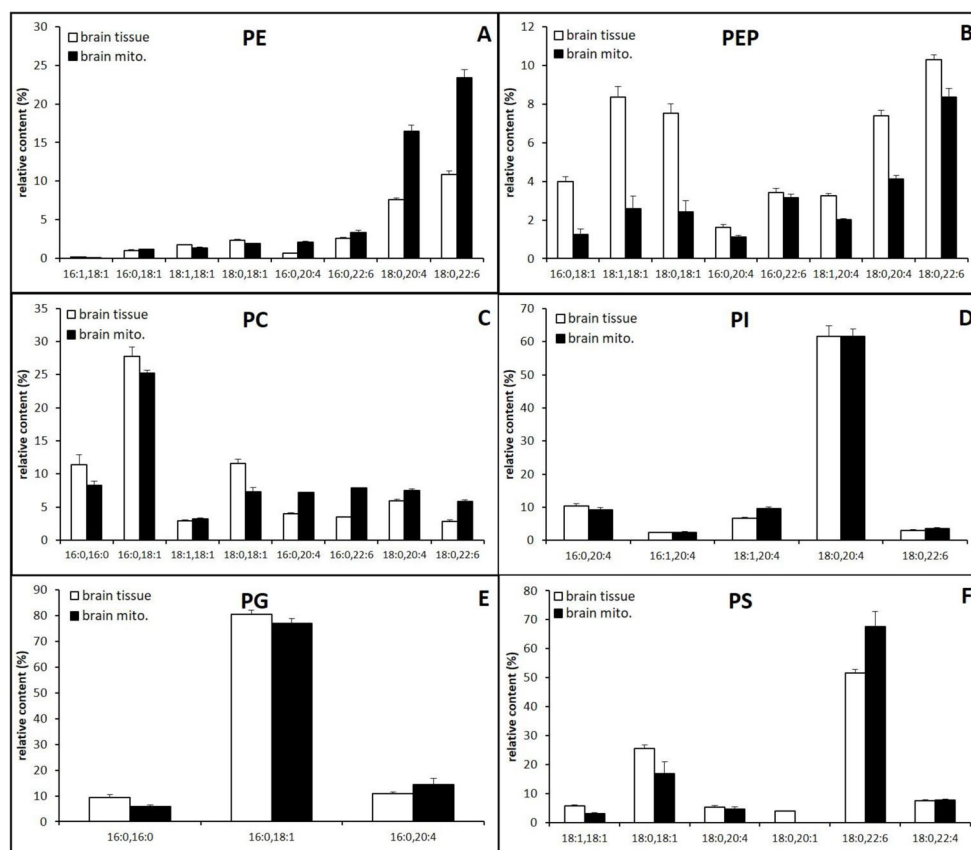 PE
A
brain tissue
brain mito.
relative content (%)
30
25
20
15
10
5
0
16:1,18:1 16:0,18:1 18:1,18:1 18:0,18:1 16:0,20:4 16:0,22:6 18:0,20:4 18:0,22:6
PEP
B
brain tissue
brain mito.
relative content (%)
12
10
8
6
4
2
0
16:0,18:1 18:1,18:1 18:0,18:1 16:0,20:4 16:0,22:6 18:1,20:4 18:0,20:4 18:0,22:6
PC
C
brain tissue
brain mito.
relative content (%)
35
30
25
20
15
10
5
0
16:0,16:0 16:0,18:1 18:1,18:1 18:0,18:1 16:0,20:4 16:0,22:6 18:0,20:4 18:0,22:6
PI
D
brain tissue
brain mito.
relative content (%)
70
60
50
40
30
20
10
0
16:0,20:4 16:1,20:4 18:1,20:4 18:0,20:4 18:0,22:6
PG
E
brain tissue
brain mito.
relative content (%)
90
80
70
60
50
40
30
20
10
0
16:0,16:0 16:0,18:1 16:0,20:4
PS
F
brain tissue
brain mito.
relative content (%)
80
70
60
50
40
30
20
10
0
18:1,18:1 18:0,18:1 18:0,20:4 18:0,20:1 18:0,22:6 18:0,22:4